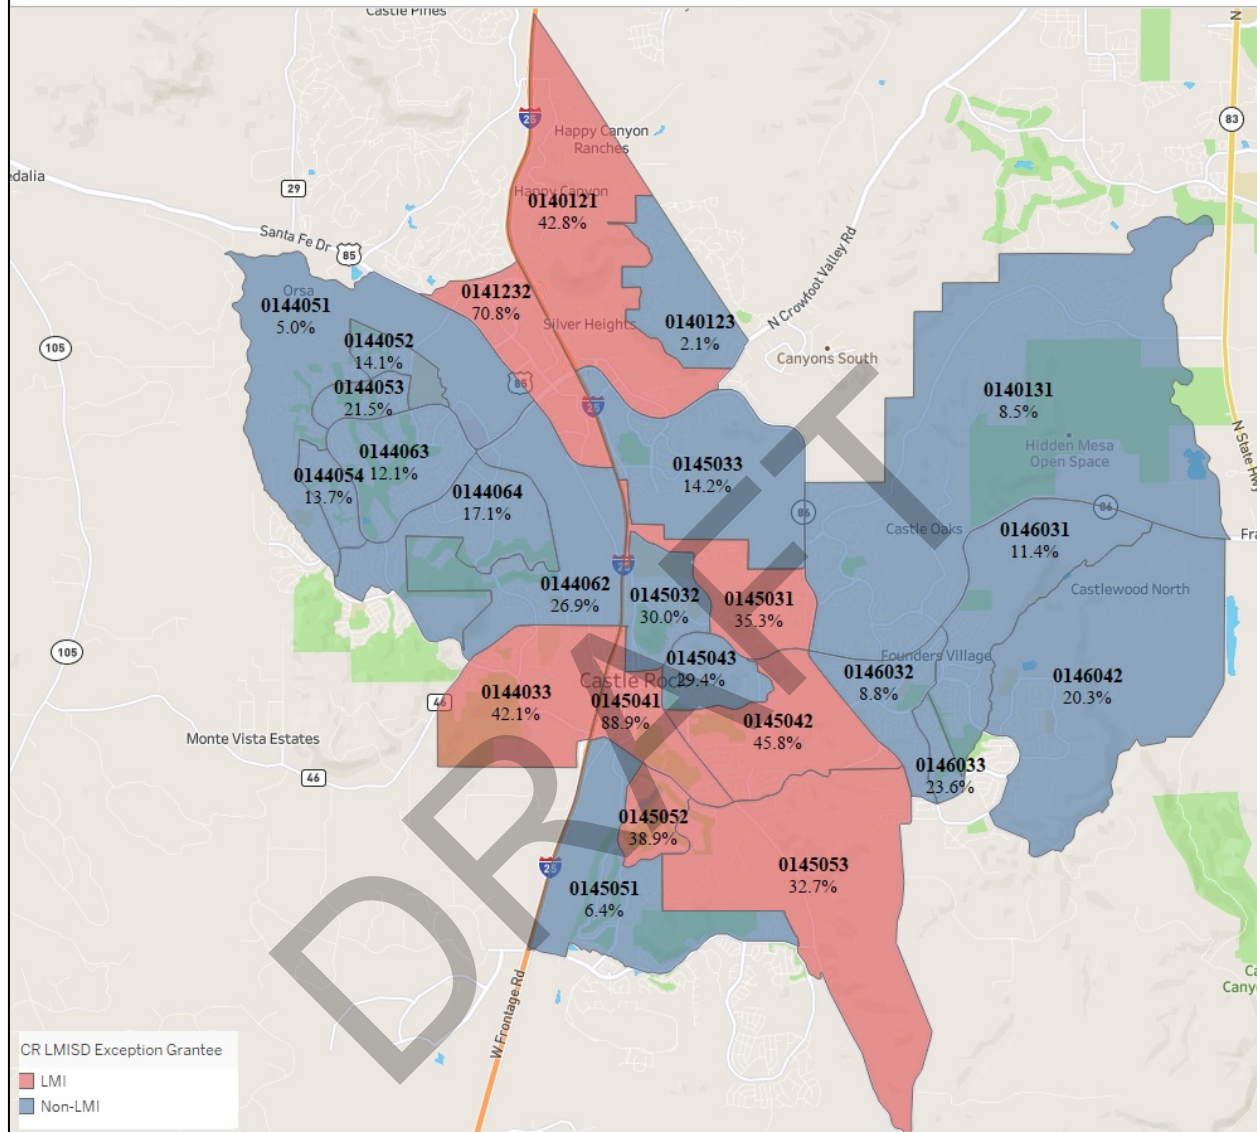 Castle Pines
N
25
83
Happy Canyon
Ranches
edalia
29
Happy Canyon
0140121
42.8%
Santa Fe Dr
85
N Crowfoot Valley Rd
Orsa
0144051
5.0%
0141232
70.8%
Silver Heights
0140123
2.1%
0144052
14.1%
105
Canyons South
0144053
21.5%
85
25
0140131
8.5%
N State Hwy
Hidden Mesa
Open Space
0144063
12.1%
0144054
13.7%
0145033
14.2%
0144064
17.1%
86
86
Castle Oaks
0146031
11.4%
Fra
25
0144062
26.9%
0145032
30.0%
0145031
35.3%
Castlewood North
105
0145043
29.4%
Founders Village
0146032
8.8%
0146042
20.3%
Castle Rock
46
0144033
42.1%
0145041
88.9%
0145042
45.8%
Monte Vista Estates
46
0146033
23.6%
0145052
38.9%
25
0145051
6.4%
0145053
32.7%
DRAFT
Ca
Cany
W Frontage Rd
CR LMISD Exception Grantee
LMI
Non-LMI